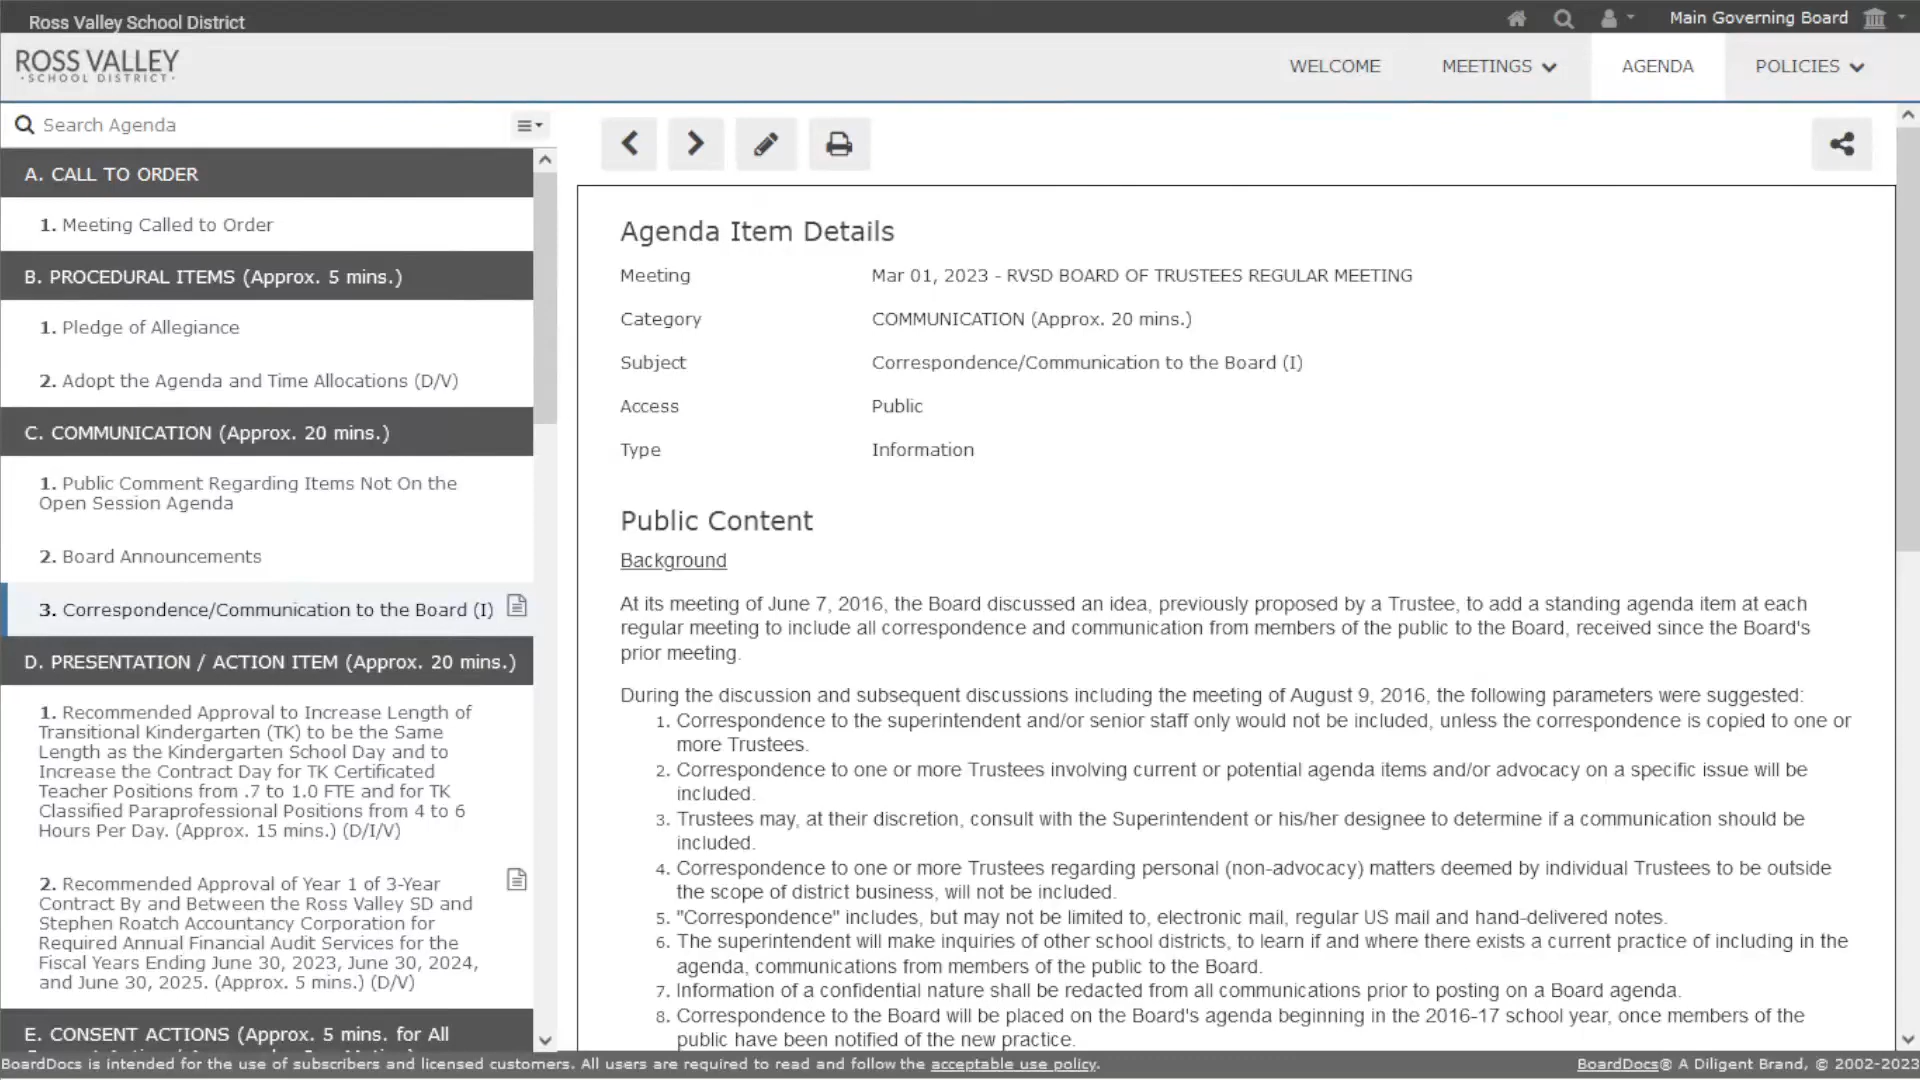 Ross Valley School District
Main Governing Board
ROSS VALLEY
·SCHOOL DISTRICT·
WELCOME
MEETINGS
AGENDA
POLICIES
Search Agenda
A. CALL TO ORDER
1. Meeting Called to Order
B. PROCEDURAL ITEMS (Approx. 5 mins.)
1. Pledge of Allegiance
2. Adopt the Agenda and Time Allocations (D/V)
C. COMMUNICATION (Approx. 20 mins.)
1. Public Comment Regarding Items Not On the
Open Session Agenda
2. Board Announcements
3. Correspondence/Communication to the Board (I)
D. PRESENTATION / ACTION ITEM (Approx. 20 mins.)
1. Recommended Approval to Increase Length of
Transitional Kindergarten (TK) to be the Same
Length as the Kindergarten School Day and to
Increase the Contract Day for TK Certificated
Teacher Positions from .7 to 1.0 FTE and for TK
Classified Paraprofessional Positions from 4 to 6
Hours Per Day. (Approx. 15 mins.) (D/I/V)
2. Recommended Approval of Year 1 of 3-Year
Contract By and Between the Ross Valley SD and
Stephen Roatch Accountancy Corporation for
Required Annual Financial Audit Services for the
Fiscal Years Ending June 30, 2023, June 30, 2024,
and June 30, 2025. (Approx. 5 mins.) (D/V)
E. CONSENT ACTIONS (Approx. 5 mins. for All
Agenda Item Details
Meeting
Mar 01, 2023 - RVSD BOARD OF TRUSTEES REGULAR MEETING
Category
COMMUNICATION (Approx. 20 mins.)
Subject
Correspondence/Communication to the Board (I)
Access
Public
Type
Information
Public Content
Background
At its meeting of June 7, 2016, the Board discussed an idea, previously proposed by a Trustee, to add a standing agenda item at each
regular meeting to include all correspondence and communication from members of the public to the Board, received since the Board's
prior meeting.
During the discussion and subsequent discussions including the meeting of August 9, 2016, the following parameters were suggested:
1. Correspondence to the superintendent and/or senior staff only would not be included, unless the correspondence is copied to one or
more Trustees.
2. Correspondence to one or more Trustees involving current or potential agenda items and/or advocacy on a specific issue will be
included.
3. Trustees may, at their discretion, consult with the Superintendent or his/her designee to determine if a communication should be
included.
4. Correspondence to one or more Trustees regarding personal (non-advocacy) matters deemed by individual Trustees to be outside
the scope of district business, will not be included.
5. "Correspondence" includes, but may not be limited to, electronic mail, regular US mail and hand-delivered notes.
6. The superintendent will make inquiries of other school districts, to learn if and where there exists a current practice of including in the
agenda, communications from members of the public to the Board.
7. Information of a confidential nature shall be redacted from all communications prior to posting on a Board agenda.
8. Correspondence to the Board will be placed on the Board's agenda beginning in the 2016-17 school year, once members of the
public have been notified of the new practice.
BoardDocs is intended for the use of subscribers and licensed customers. All users are required to read and follow the acceptable use policy.
BoardDocs® A Diligent Brand, © 2002-2023